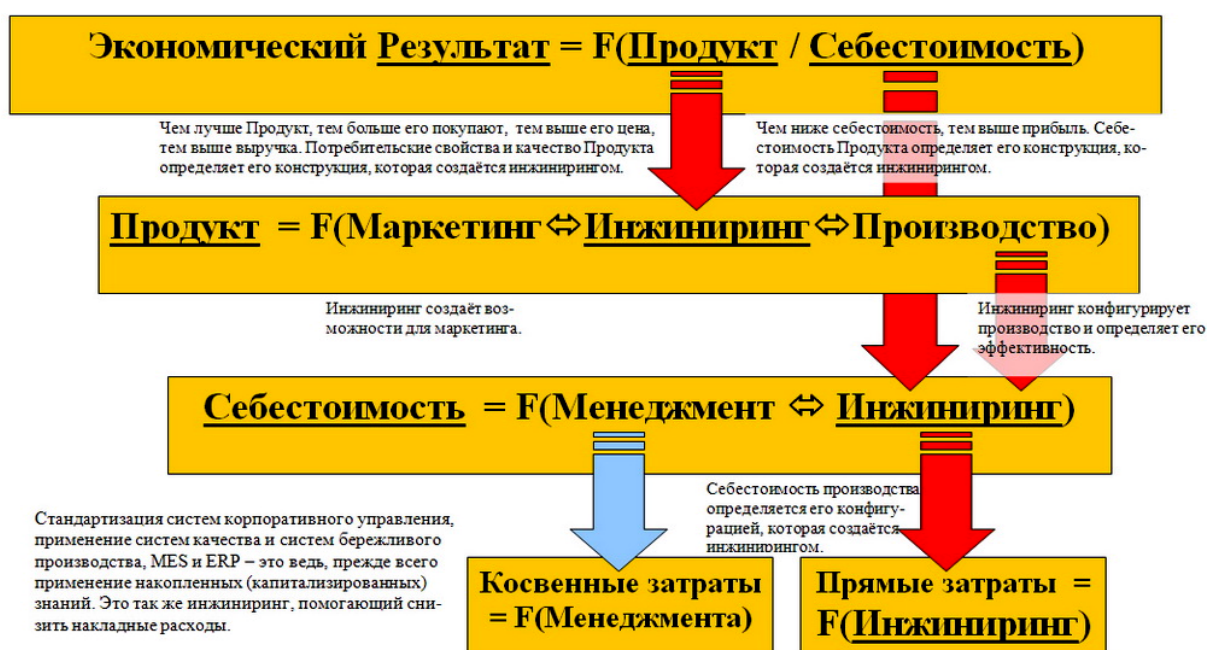 Экономический Результат = F(Продукт / Себестоимость)
Чем лучше Продукт, тем больше его покупают, тем выше его цена,
тем выше выручка. Потребительские свойства и качество Продукта
определяет его конструкция, которая создаётся инжинирингом.
Чем ниже себестоимость, тем выше прибыль. Себе-
стоимость Продукта определяет его конструкция, ко-
торая создаётся инжинирингом.
Продукт = F(Маркетинг⇔Инжиниринг⇔Производство)
Инжиниринг создаёт воз-
можности для маркетинга.
Инжиниринг конфигурирует
производство и определяет его
эффективность.
Себестоимость = F(Менеджмент ⇔ Инжиниринг)
Себестоимость производства
определяется его конфигу-
рацией, которая создаётся
инжинирингом.
Стандартизация систем корпоративного управления,
применение систем качества и систем бережливого
производства, MES и ERP – это ведь, прежде всего
применение накопленных (капитализированных)
знаний. Это так же инжиниринг, помогающий сни-
зить накладные расходы.
Косвенные затраты
= F(Менеджмента)
Прямые затраты =
F(Инжиниринг)